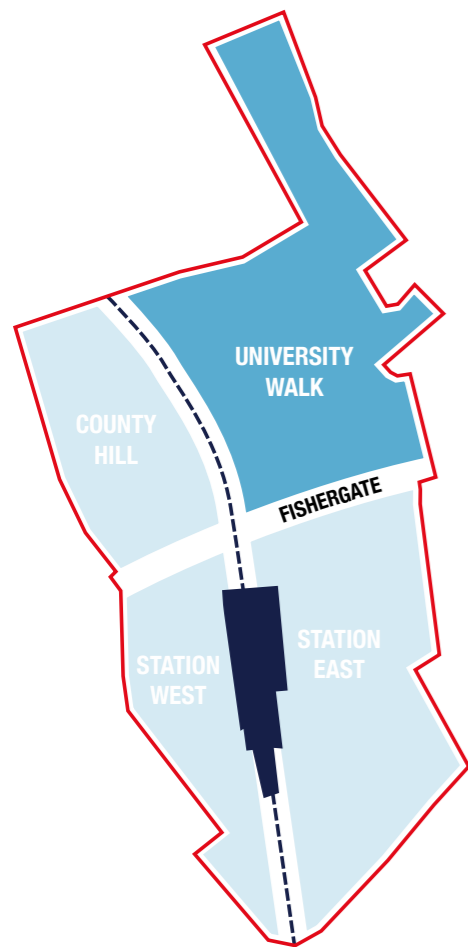 UNIVERSITY
WALK
COUNTY
HILL
FISHERGATE
STATION
WEST
STATION
EAST